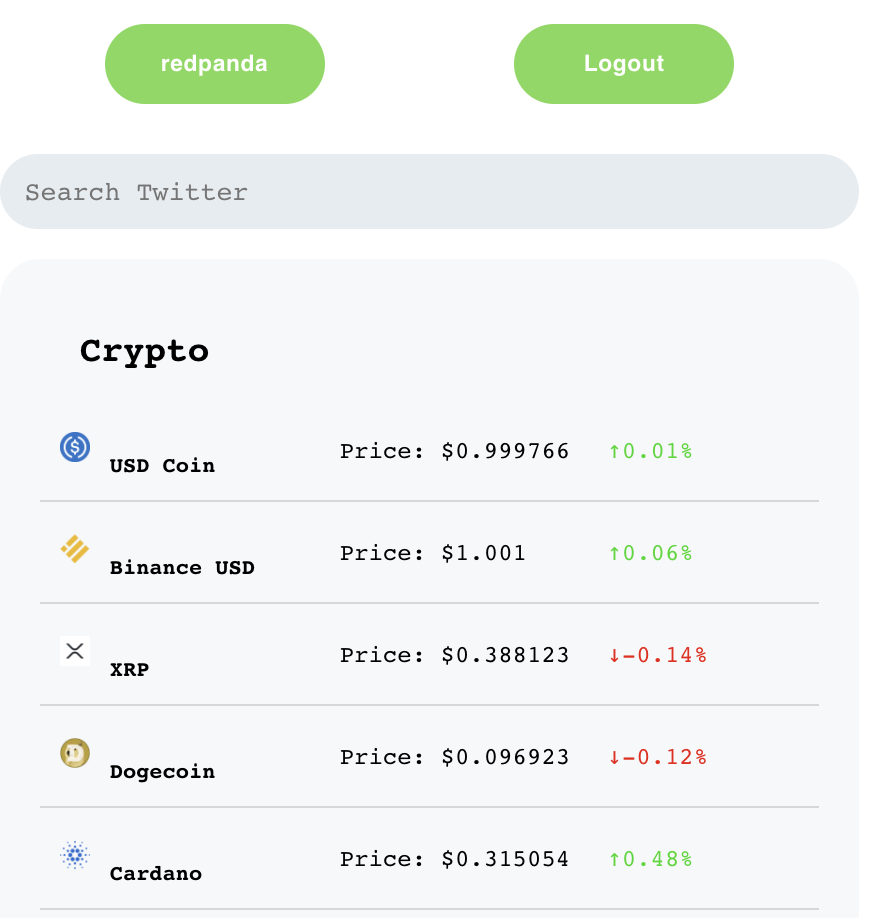 redpanda Logout
Search Twitter
Crypto
USD Coin Price: $0.999766 ↑0.01%
Binance USD Price: $1.001 ↑0.06%
XRP Price: $0.388123 ↓-0.14%
Dogecoin Price: $0.096923 ↓-0.12%
Cardano Price: $0.315054 ↑0.48%